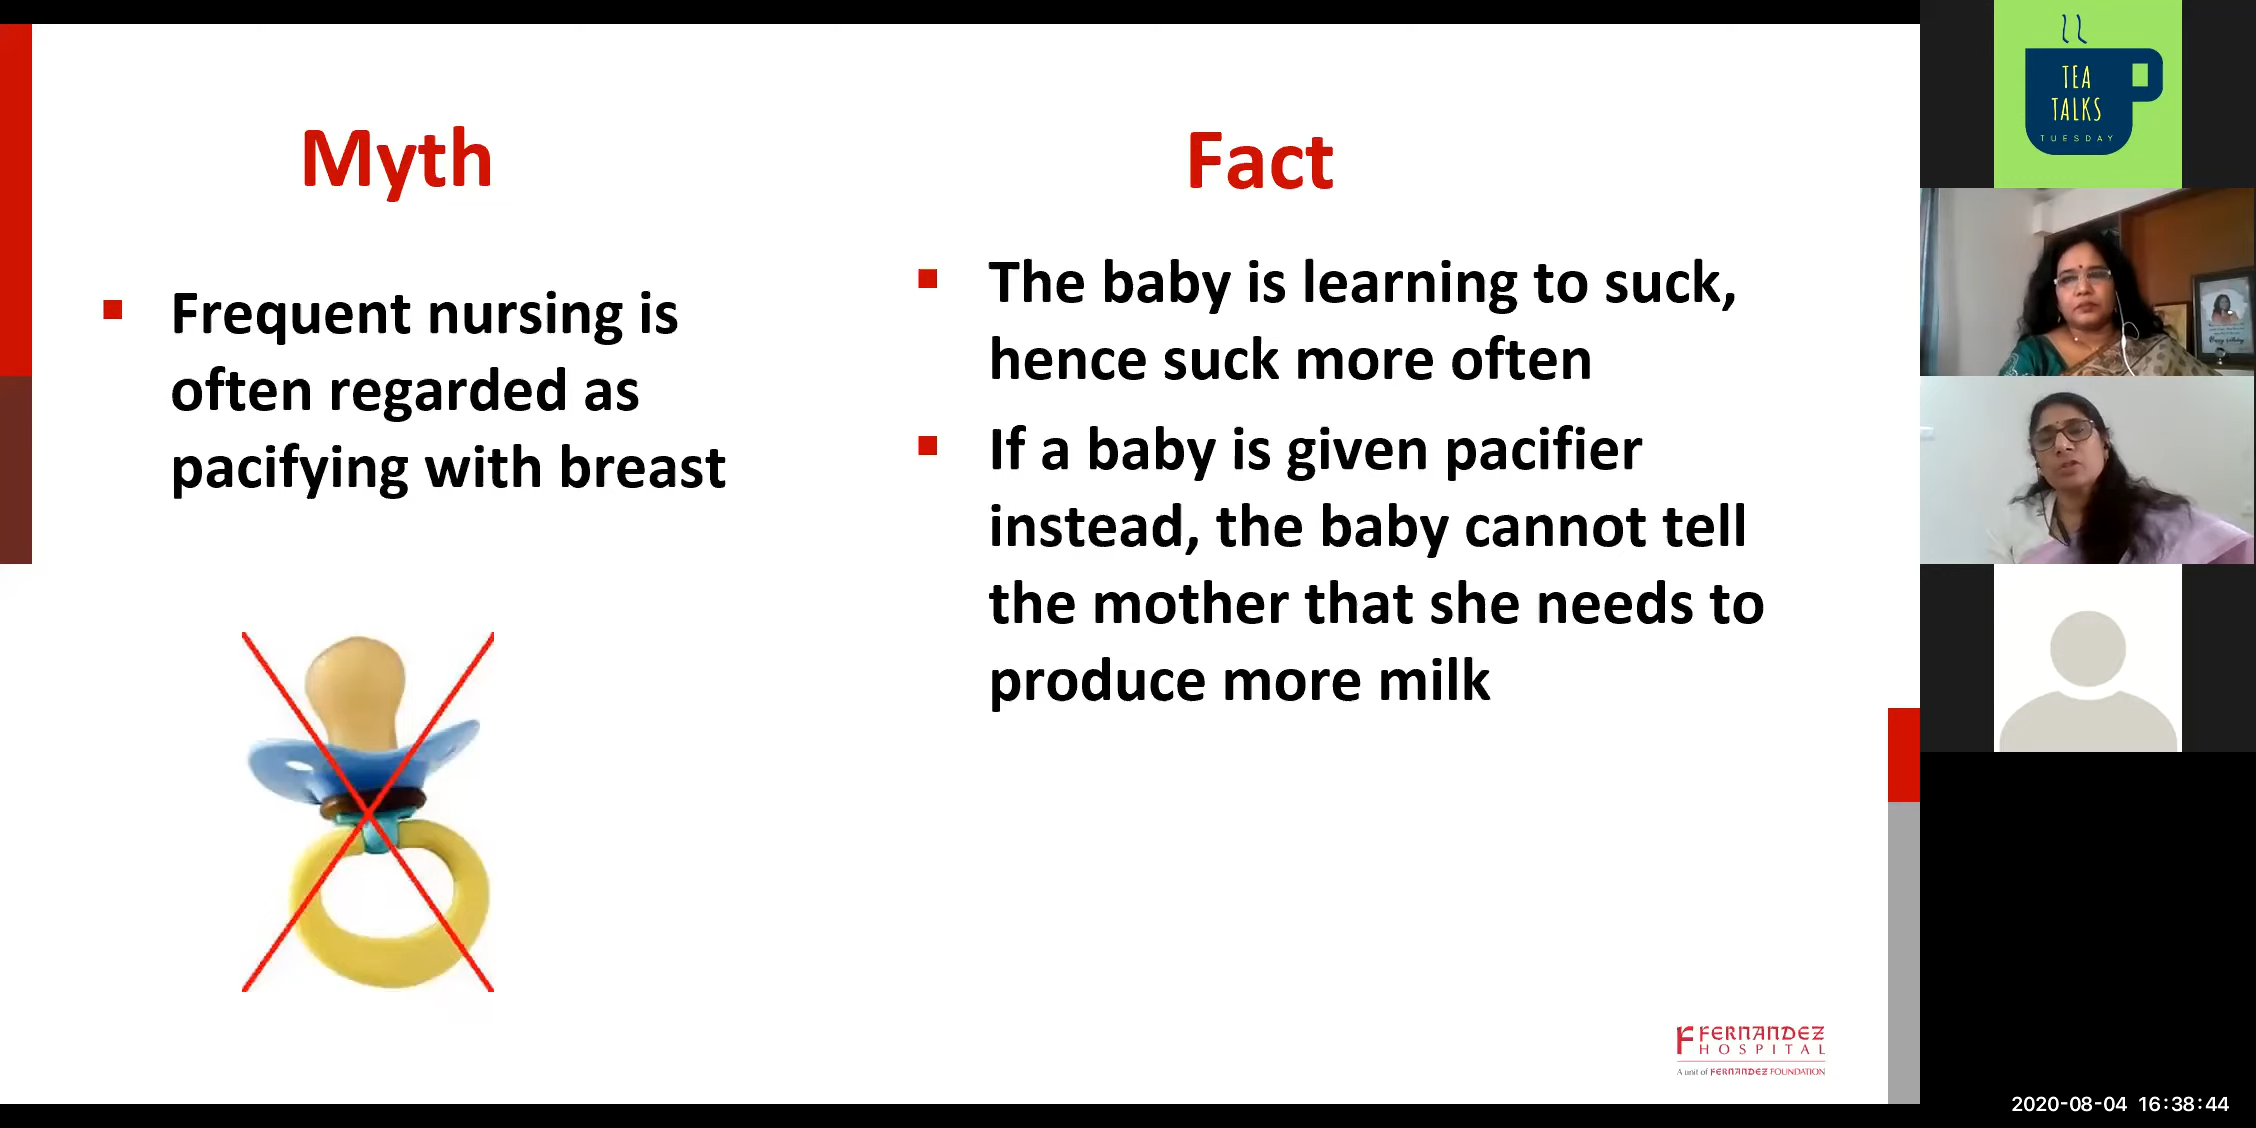 Myth
Frequent nursing is
often regarded as
pacifying with breast
Fact
The baby is learning to suck,
hence suck more often
If a baby is given pacifier
instead, the baby cannot tell
the mother that she needs to
produce more milk
FERNANDEZ
HOSPITAL
A unit of FERNANDEZ FOUNDATION
TEA
TALKS
TUESDAY
2020-08-04 16:38:44